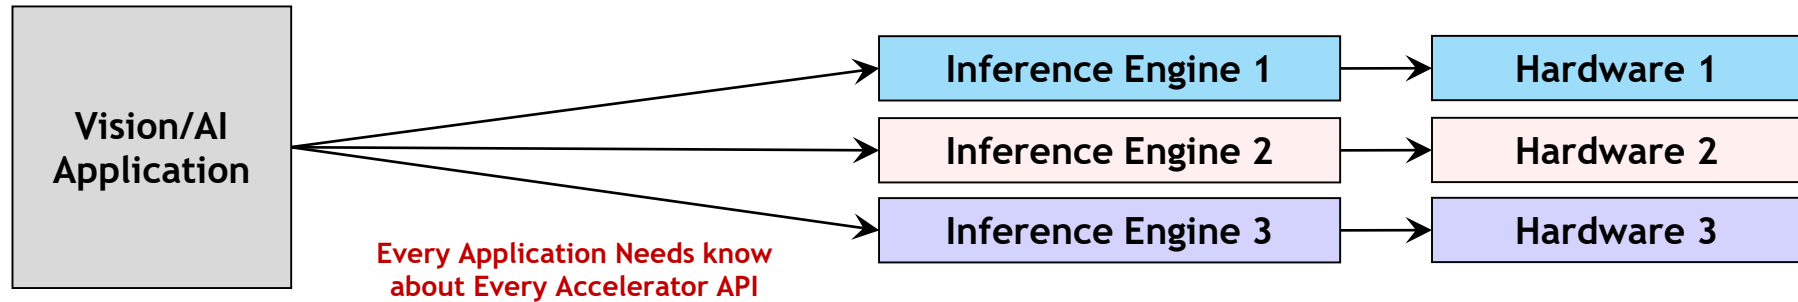 Vision/AI
Application
Inference Engine 1
Hardware 1
Inference Engine 2
Hardware 2
Inference Engine 3
Hardware 3
Every Application Needs know
about Every Accelerator API